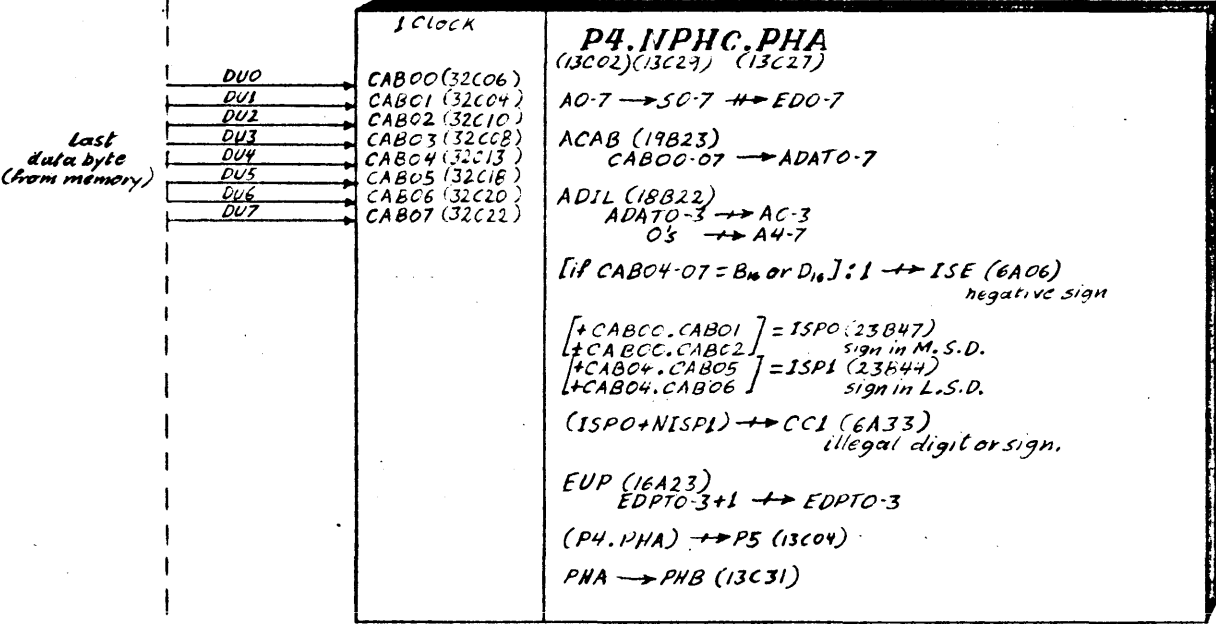 1 Clock
P4.NPHC.PHA
(13C02)(13C29) (13C27)
DU0
DU1
DU2
DU3
DU4
DU5
DU6
DU7
Last
data byte
(from memory)
CAB00(32C06)
CAB01(32C04)
CAB02(32C10)
CAB03(32C08)
CAB04(32C13)
CAB05(32C18)
CAB06(32C20)
CAB07(32C22)
A0-7 → S0-7 ⇸ ED0-7
ACAB (19B23)
CAB00-07 → ADAT0-7
ADIL (18B22)
ADAT0-3 ⇸ AC-3
0's ⇸ A4-7
[if CAB04-07 = B₁₆ or D₁₆]: 1 ⇸ ISE (6A06)
negative sign
[+CAB00.CAB01] = ISP0 (23B47)
[+CAB00.CAB02] sign in M.S.D.
[+CAB04.CAB05] = ISP1 (23B44)
[+CAB04.CAB06] sign in L.S.D.
(ISP0+NISP1) ⇸ CC1 (6A33)
illegal digit or sign.
EUP (16A23)
EDPT0-3+1 ⇸ EDPT0-3
(P4.PHA) ⇸ P5 (13C04)
PHA → PHB (13C31)